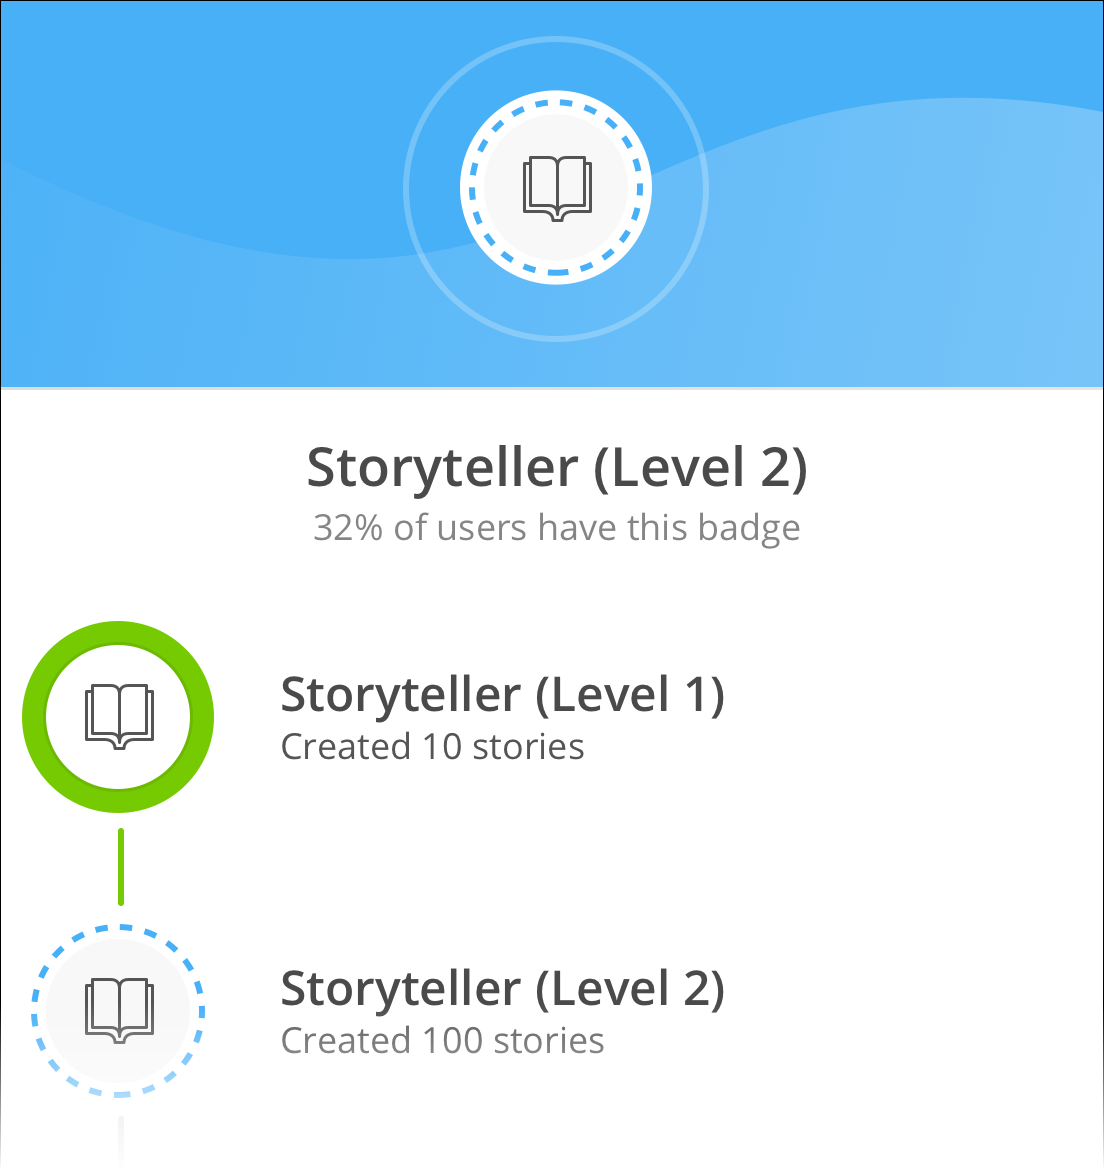 Storyteller (Level 2)
32% of users have this badge
Storyteller (Level 1)
Created 10 stories
Storyteller (Level 2)
Created 100 stories